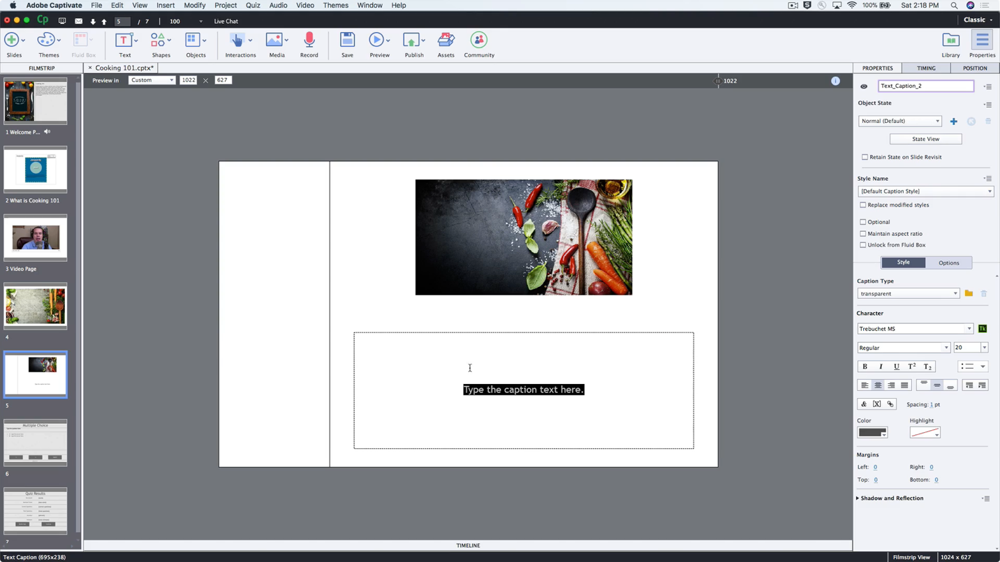 Adobe Captivate File Edit View Insert Modify Project Quiz Audio Video Themes Window Help 100% Sat 2:18 PM
Cp 5 / 7 100 Live Chat Classic
Slides Themes Fluid Box Text Shapes Objects Interactions Media Record Save Preview Publish Assets Community Library Properties
FILMSTRIP × Cooking 101.cptx* PROPERTIES TIMING POSITION
Preview in Custom 1022 627 1022
Text_Caption_2
Object State
Normal (Default)
State View
Retain State on Slide Revisit
Style Name
[Default Caption Style]
Replace modified styles
Optional
Maintain aspect ratio
Unlock from Fluid Box
Style Options
Caption Type
transparent
Character
Trebuchet MS Tk
Regular 20
B I U T² T₂
& [X]
Spacing: 1 pt
Color Highlight
Margins
Left: 0 Right: 0
Top: 0 Bottom: 0
Shadow and Reflection
MENU
1 Welcome P...
2 What is Cooking 101
3 Video Page
4
5
Multiple Choice
6
Quiz Results
7
Type the caption text here.
TIMELINE
Text Caption (695x238) Filmstrip View 1024 x 627